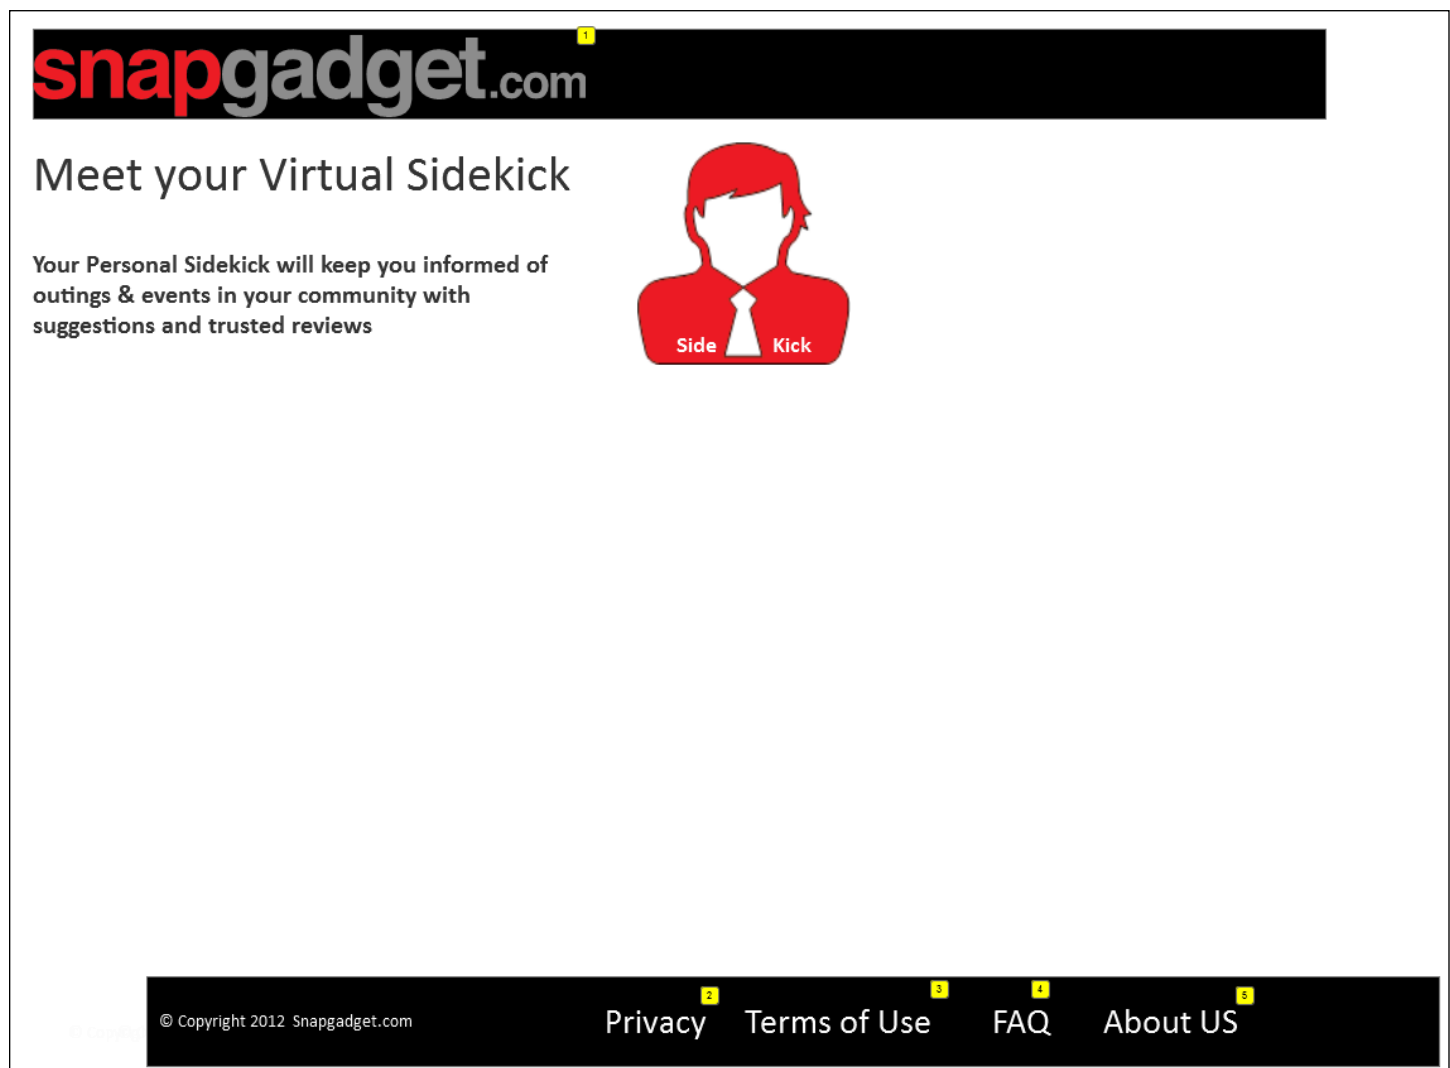 snapgadget.com
1
Meet your Virtual Sidekick
Your Personal Sidekick will keep you informed of
outings & events in your community with
suggestions and trusted reviews
Side Kick
2
3
4
5
© Copyright 2012 Snapgadget.com
Privacy
Terms of Use
FAQ
About US